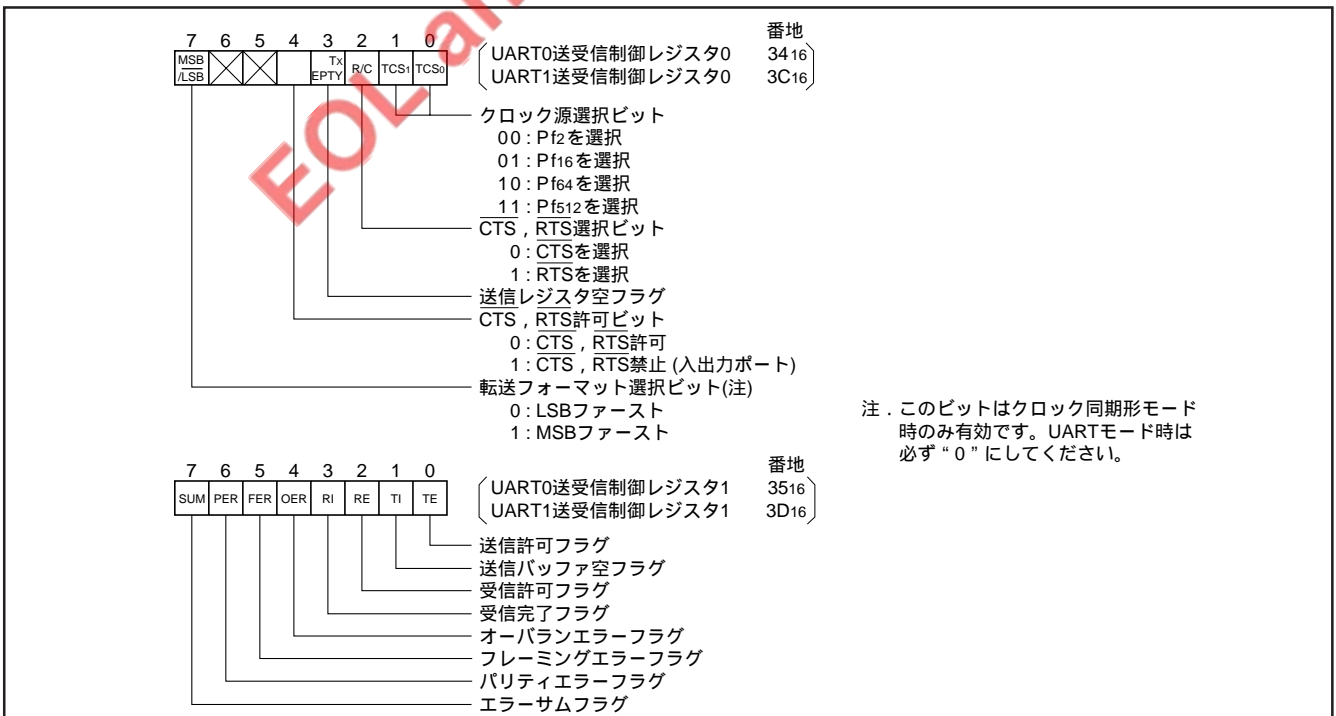 EOL an
7 6 5 4 3 2 1 0
MSB/LSB Tx EPTY R/C TCS1 TCS0
番地
UART0送受信制御レジスタ0 3416
UART1送受信制御レジスタ0 3C16
クロック源選択ビット
00 : Pf2を選択
01 : Pf16を選択
10 : Pf64を選択
11 : Pf512を選択
CTS , RTS選択ビット
0 : CTSを選択
1 : RTSを選択
送信レジスタ空フラグ
CTS , RTS許可ビット
0 : CTS , RTS許可
1 : CTS , RTS禁止 (入出力ポート)
転送フォーマット選択ビット(注)
0 : LSBファースト
1 : MSBファースト
注 . このビットはクロック同期形モード
時のみ有効です。UARTモード時は
必ず “ 0 ” にしてください。
7 6 5 4 3 2 1 0
SUM PER FER OER RI RE TI TE
番地
UART0送受信制御レジスタ1 3516
UART1送受信制御レジスタ1 3D16
送信許可フラグ
送信バッファ空フラグ
受信許可フラグ
受信完了フラグ
オーバランエラーフラグ
フレーミングエラーフラグ
パリティエラーフラグ
エラーサムフラグ